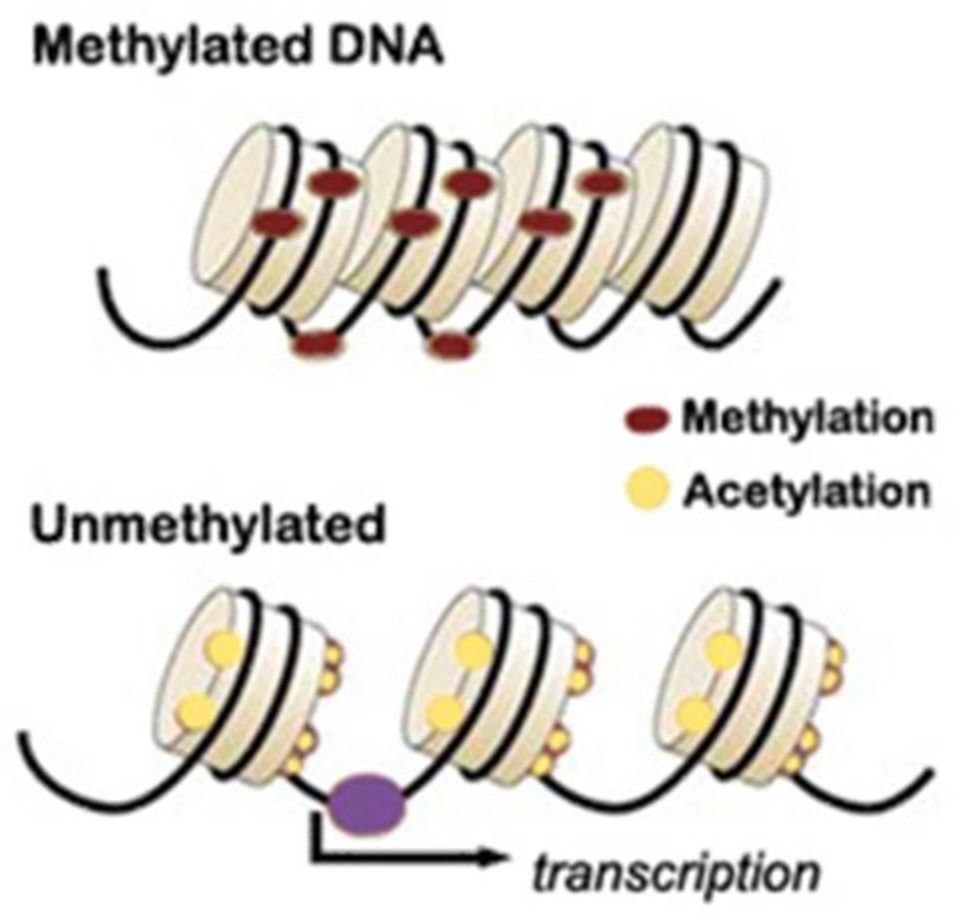 Methylated DNA
Methylation
Acetylation
Unmethylated
transcription